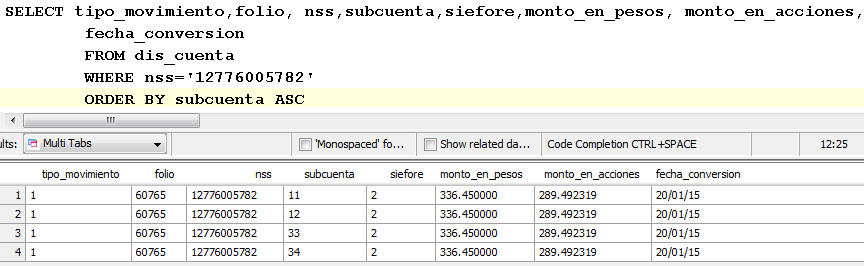 SELECT tipo_movimiento,folio, nss,subcuenta,siefore,monto_en_pesos, monto_en_acciones,
fecha_conversion
FROM dis_cuenta
WHERE nss='12776005782'
ORDER BY subcuenta ASC
ults: Multi Tabs 'Monospaced' fo... Show related da... Code Completion CTRL+SPACE 12:25
tipo_movimiento folio nss subcuenta siefore monto_en_pesos monto_en_acciones fecha_conversion
1 1 60765 12776005782 11 2 336.450000 289.492319 20/01/15
2 1 60765 12776005782 12 2 336.450000 289.492319 20/01/15
3 1 60765 12776005782 33 2 336.450000 289.492319 20/01/15
4 1 60765 12776005782 34 2 336.450000 289.492319 20/01/15